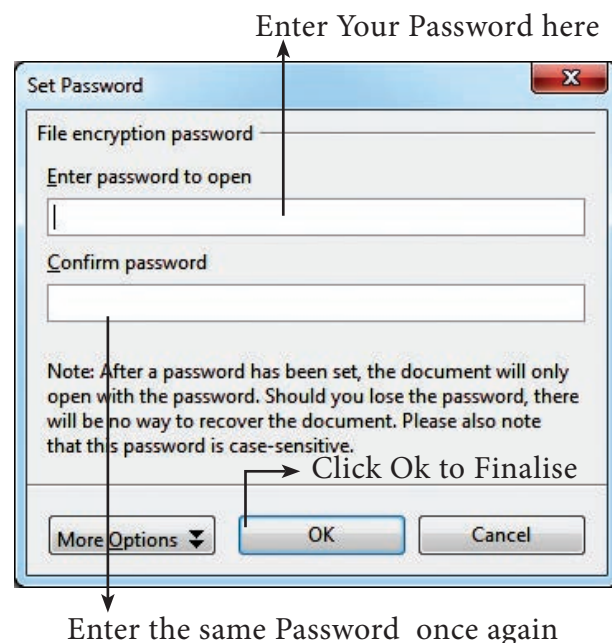 Enter Your Password here
Set Password
File encryption password
Enter password to open
Confirm password
Note: After a password has been set, the document will only
open with the password. Should you lose the password, there
will be no way to recover the document. Please also note
that this password is case-sensitive.
Click Ok to Finalise
More Options
OK
Cancel
Enter the same Password once again